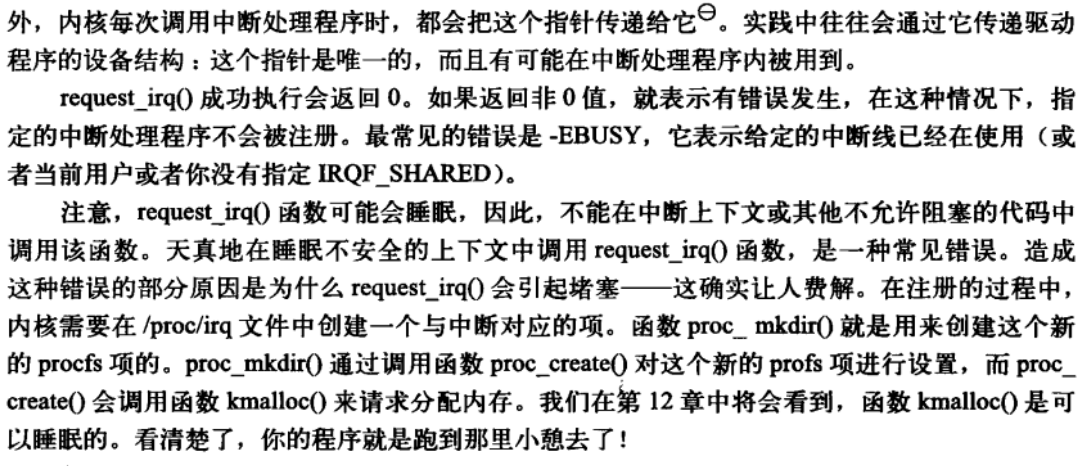 外，内核每次调用中断处理程序时，都会把这个指针传递给它⊖。实践中往往会通过它传递驱动
程序的设备结构：这个指针是唯一的，而且有可能在中断处理程序内被用到。
request_irq() 成功执行会返回 0。如果返回非 0 值，就表示有错误发生，在这种情况下，指
定的中断处理程序不会被注册。最常见的错误是 -EBUSY，它表示给定的中断线已经在使用（或
者当前用户或者你没有指定 IRQF_SHARED）。
注意，request_irq() 函数可能会睡眠，因此，不能在中断上下文或其他不允许阻塞的代码中
调用该函数。天真地在睡眠不安全的上下文中调用 request_irq() 函数，是一种常见错误。造成
这种错误的部分原因是为什么 request_irq() 会引起堵塞——这确实让人费解。在注册的过程中，
内核需要在 /proc/irq 文件中创建一个与中断对应的项。函数 proc_ mkdir() 就是用来创建这个新
的 procfs 项的。proc_mkdir() 通过调用函数 proc_create() 对这个新的 profs 项进行设置，而 proc_
create() 会调用函数 kmalloc() 来请求分配内存。我们在第 12 章中将会看到，函数 kmalloc() 是可
以睡眠的。看清楚了，你的程序就是跑到那里小憩去了！